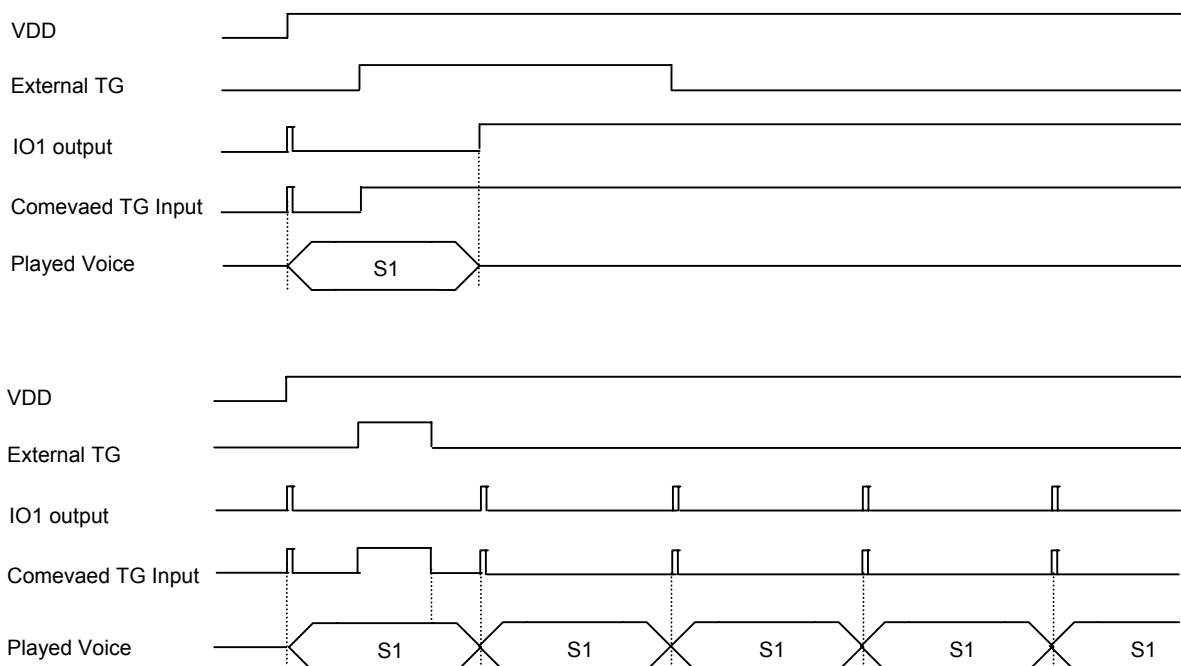 VDD
External TG
IO1 output
Comevaed TG Input
Played Voice
S1
VDD
External TG
IO1 output
Comevaed TG Input
Played Voice
S1 S1 S1 S1 S1